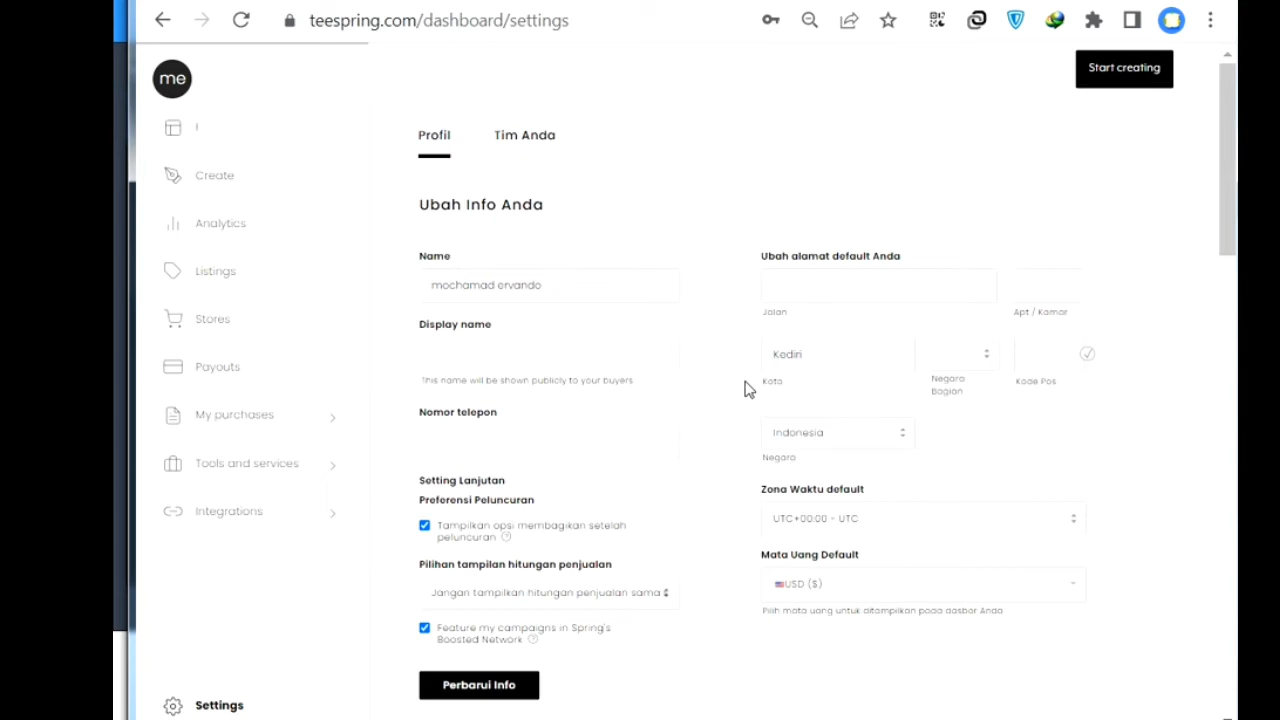 teespring.com/dashboard/settings
me
Start creating
Profil
Tim Anda
Create
Analytics
Listings
Stores
Payouts
My purchases
Tools and services
Integrations
Settings
Ubah Info Anda
Name
mochamad ervando
Display name
This name will be shown publicly to your buyers
Nomor telepon
Setting Lanjutan
Preferensi Peluncuran
Tampilkan opsi membagikan setelah
peluncuran
Pilihan tampilan hitungan penjualan
Jangan tampilkan hitungan penjualan sama
Feature my campaigns in Spring's
Boosted Network
Perbarui Info
Ubah alamat default Anda
Jalan
Apt / Kamar
Kediri
Kota
Negara
Bagian
Kode Pos
Indonesia
Negara
Zona Waktu default
UTC+00:00 - UTC
Mata Uang Default
USD ($)
Pilih mata uang untuk ditampilkan pada dasbor Anda